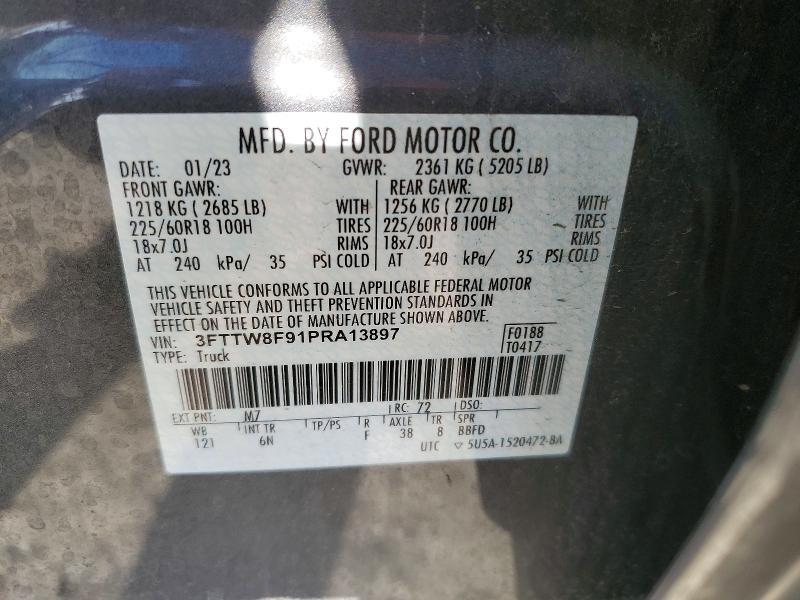 MFD. BY FORD MOTOR CO.
DATE: 01/23 GVWR: 2361 KG ( 5205 LB)
FRONT GAWR: REAR GAWR:
1218 KG ( 2685 LB) WITH 1256 KG ( 2770 LB) WITH
225/60R18 100H TIRES 225/60R18 100H TIRES
18x7.0J RIMS 18x7.0J RIMS
AT 240 kPa/ 35 PSI COLD AT 240 kPa/ 35 PSI COLD
THIS VEHICLE CONFORMS TO ALL APPLICABLE FEDERAL MOTOR
VEHICLE SAFETY AND THEFT PREVENTION STANDARDS IN
EFFECT ON THE DATE OF MANUFACTURE SHOWN ABOVE.
VIN: 3FTTW8F91PRA13897 F0188
TYPE: Truck T0417
EXT PNT: M7 RC: 72 DSO:
WB INT TR TP/PS R AXLE TR SPR
121 6N F 38 8 BBFD
UTC ▽ 5U5A-1520472-BA